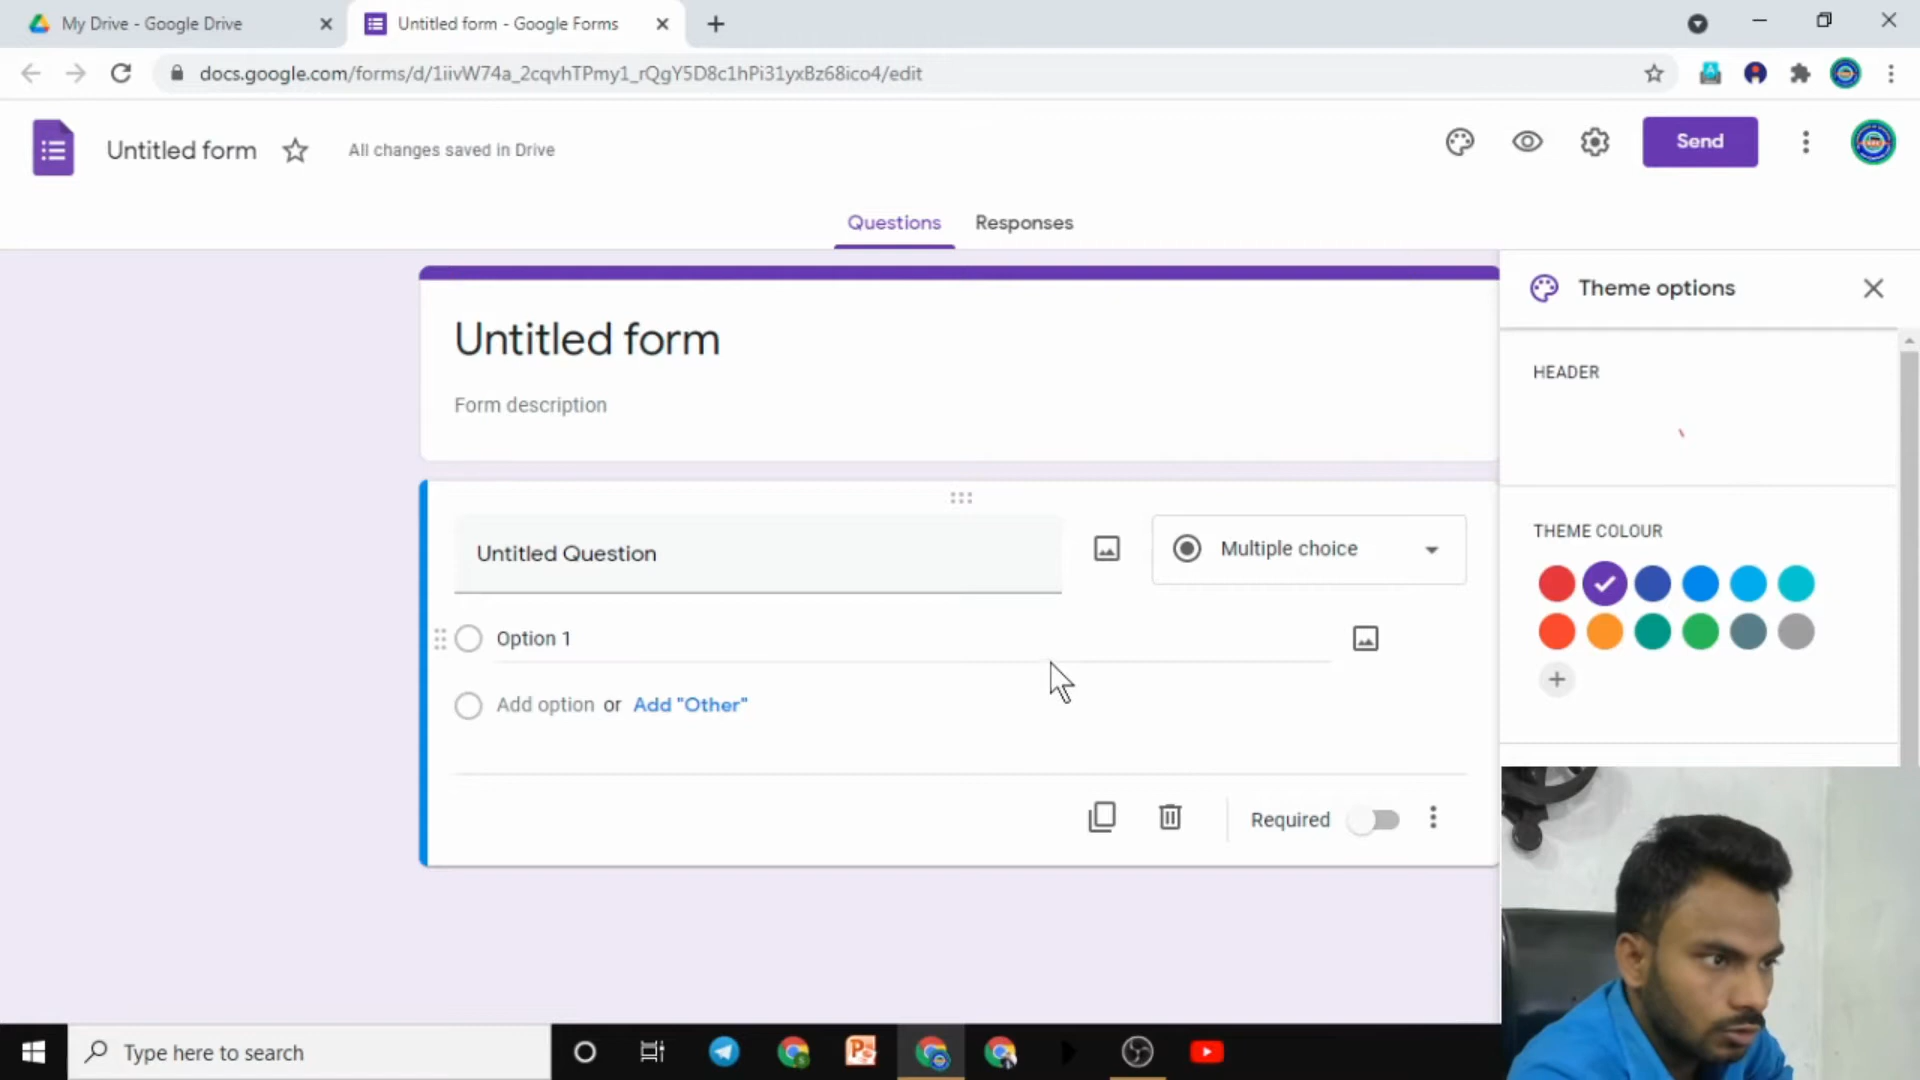 My Drive - Google Drive
Untitled form - Google Forms
docs.google.com/forms/d/1iivW74a_2cqvhTPmy1_rQgY5D8c1hPi31yxBz68ico4/edit
Untitled form
All changes saved in Drive
Send
Questions
Responses
Theme options
Untitled form
HEADER
Form description
THEME COLOUR
Untitled Question
Multiple choice
Option 1
Add option or Add "Other"
Required
Type here to search